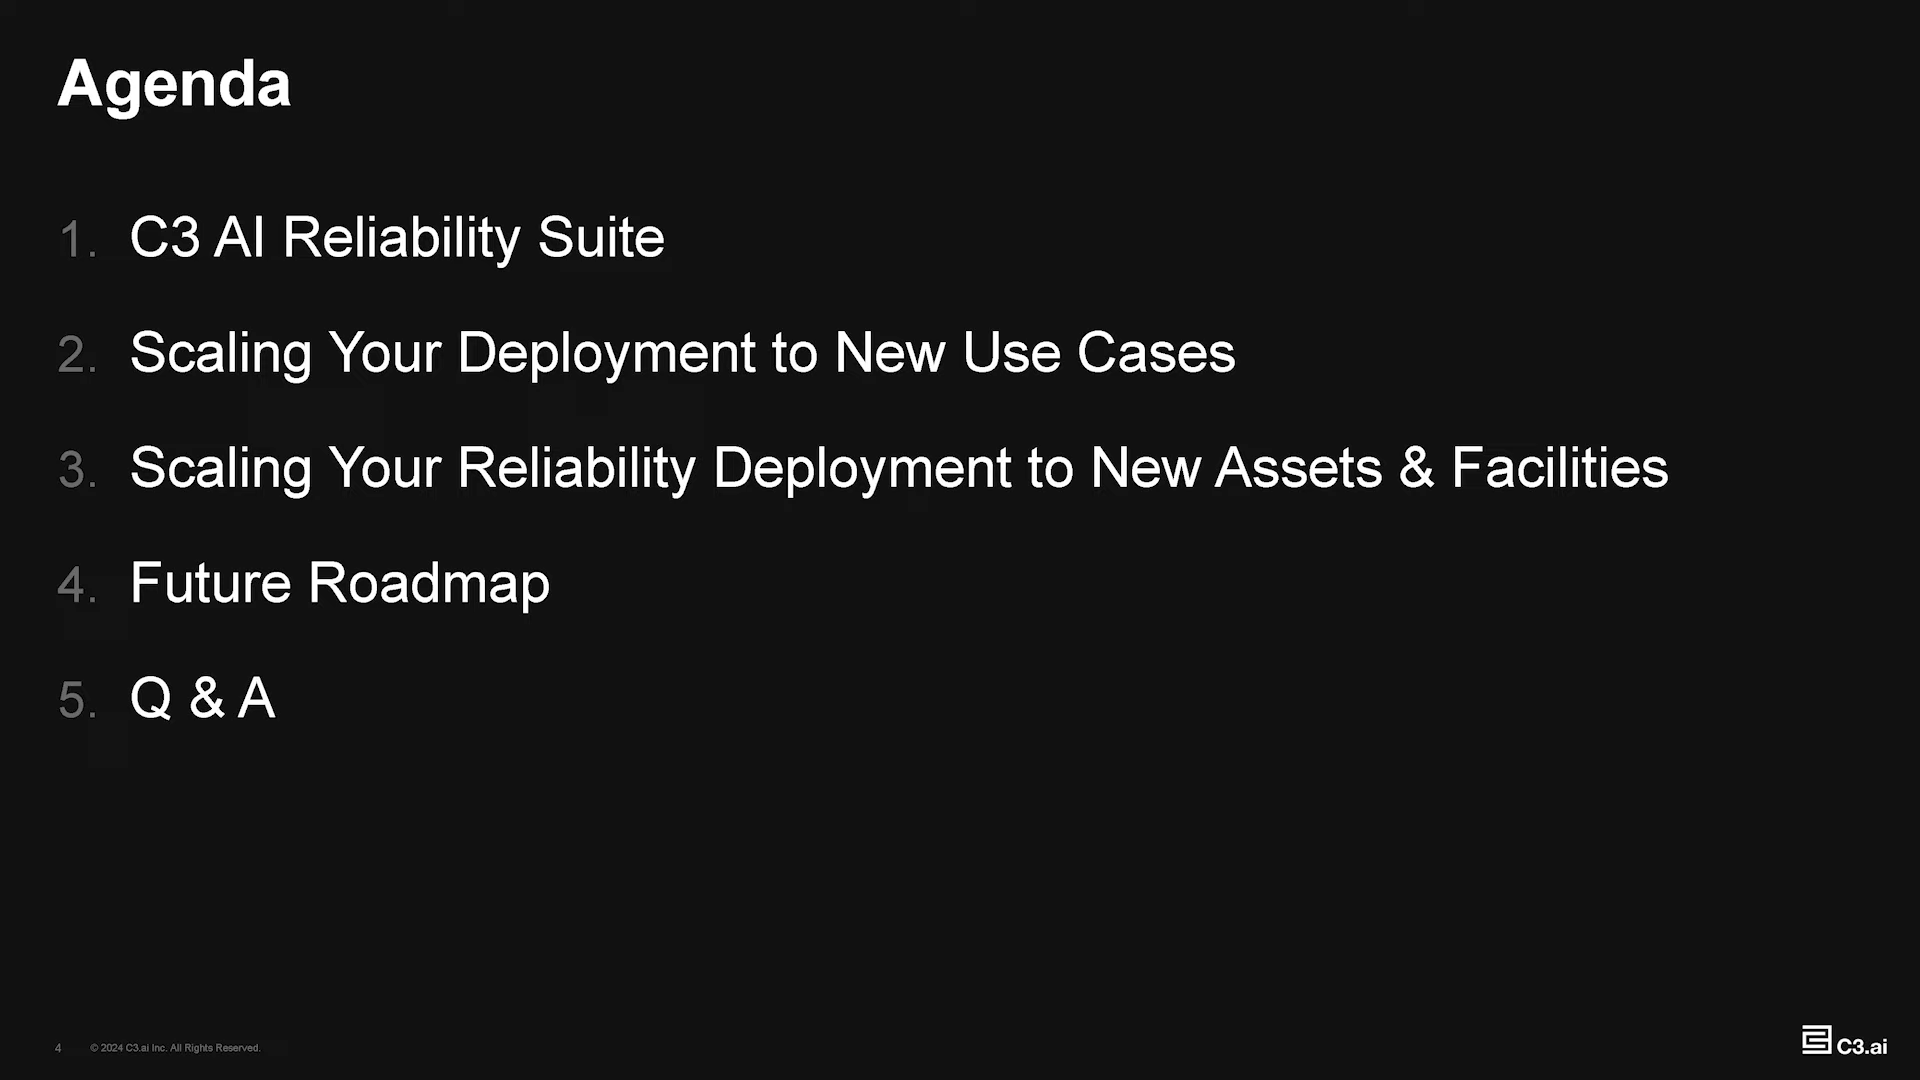 Agenda
1. C3 AI Reliability Suite
2. Scaling Your Deployment to New Use Cases
3. Scaling Your Reliability Deployment to New Assets & Facilities
4. Future Roadmap
5. Q & A
4 © 2024 C3.ai Inc. All Rights Reserved.
C3.ai